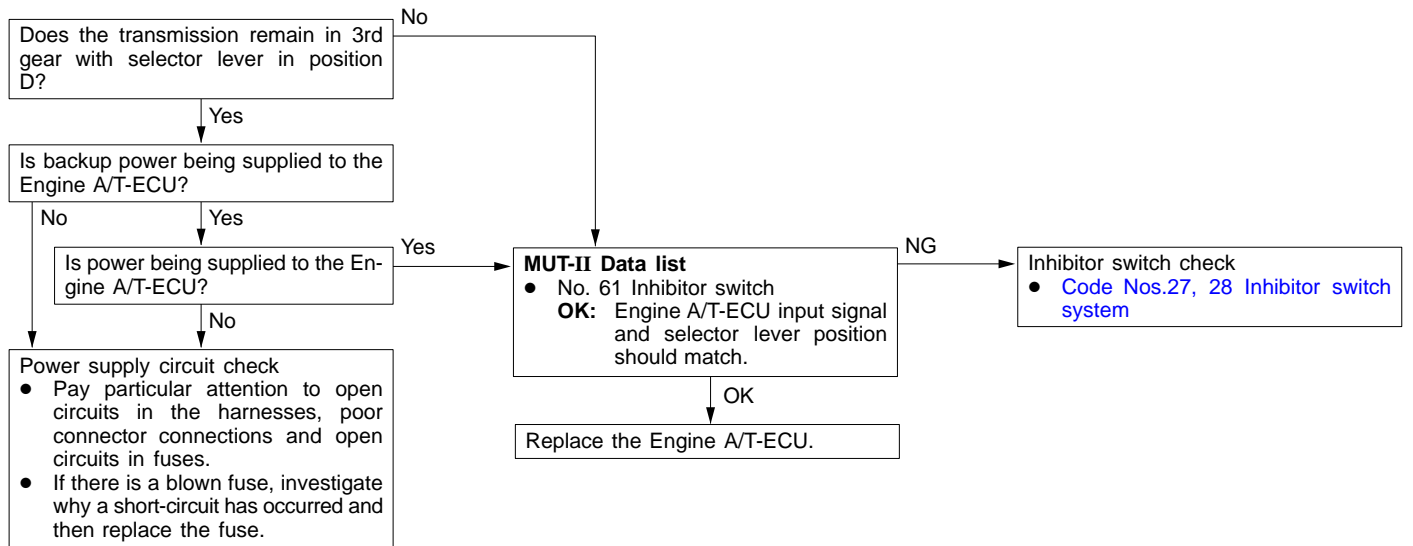 Does the transmission remain in 3rd
gear with selector lever in position
D?
No
Yes
Is backup power being supplied to the
Engine A/T-ECU?
No
Yes
Is power being supplied to the En-
gine A/T-ECU?
Yes
No
Power supply circuit check
● Pay particular attention to open
circuits in the harnesses, poor
connector connections and open
circuits in fuses.
● If there is a blown fuse, investigate
why a short-circuit has occurred and
then replace the fuse.
MUT-II Data list
● No. 61 Inhibitor switch
OK: Engine A/T-ECU input signal
and selector lever position
should match.
NG
OK
Replace the Engine A/T-ECU.
Inhibitor switch check
● Code Nos.27, 28 Inhibitor switch
system